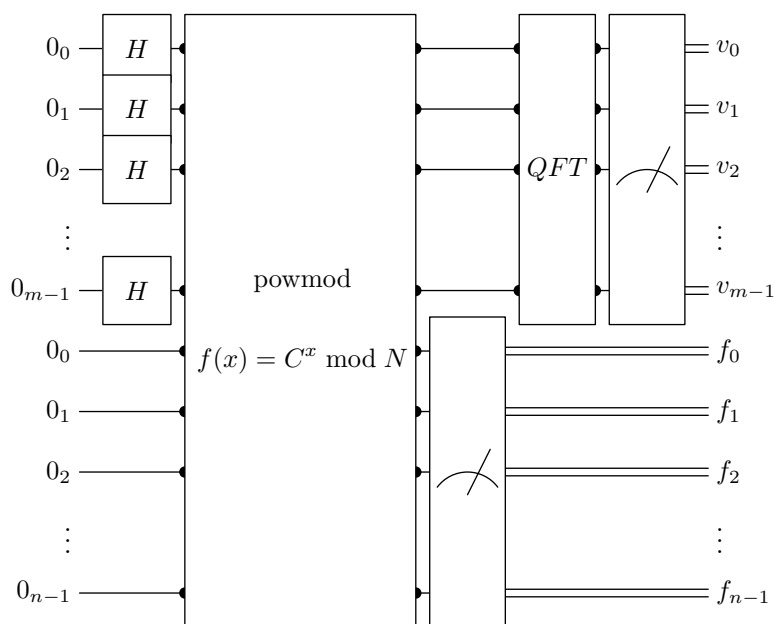 0_0 H v_0
0_1 H v_1
0_2 H QFT v_2
⋮ ⋮
0_{m−1} H powmod v_{m−1}
0_0 f(x) = C^x mod N f_0
0_1 f_1
0_2 f_2
⋮ ⋮
0_{n−1} f_{n−1}